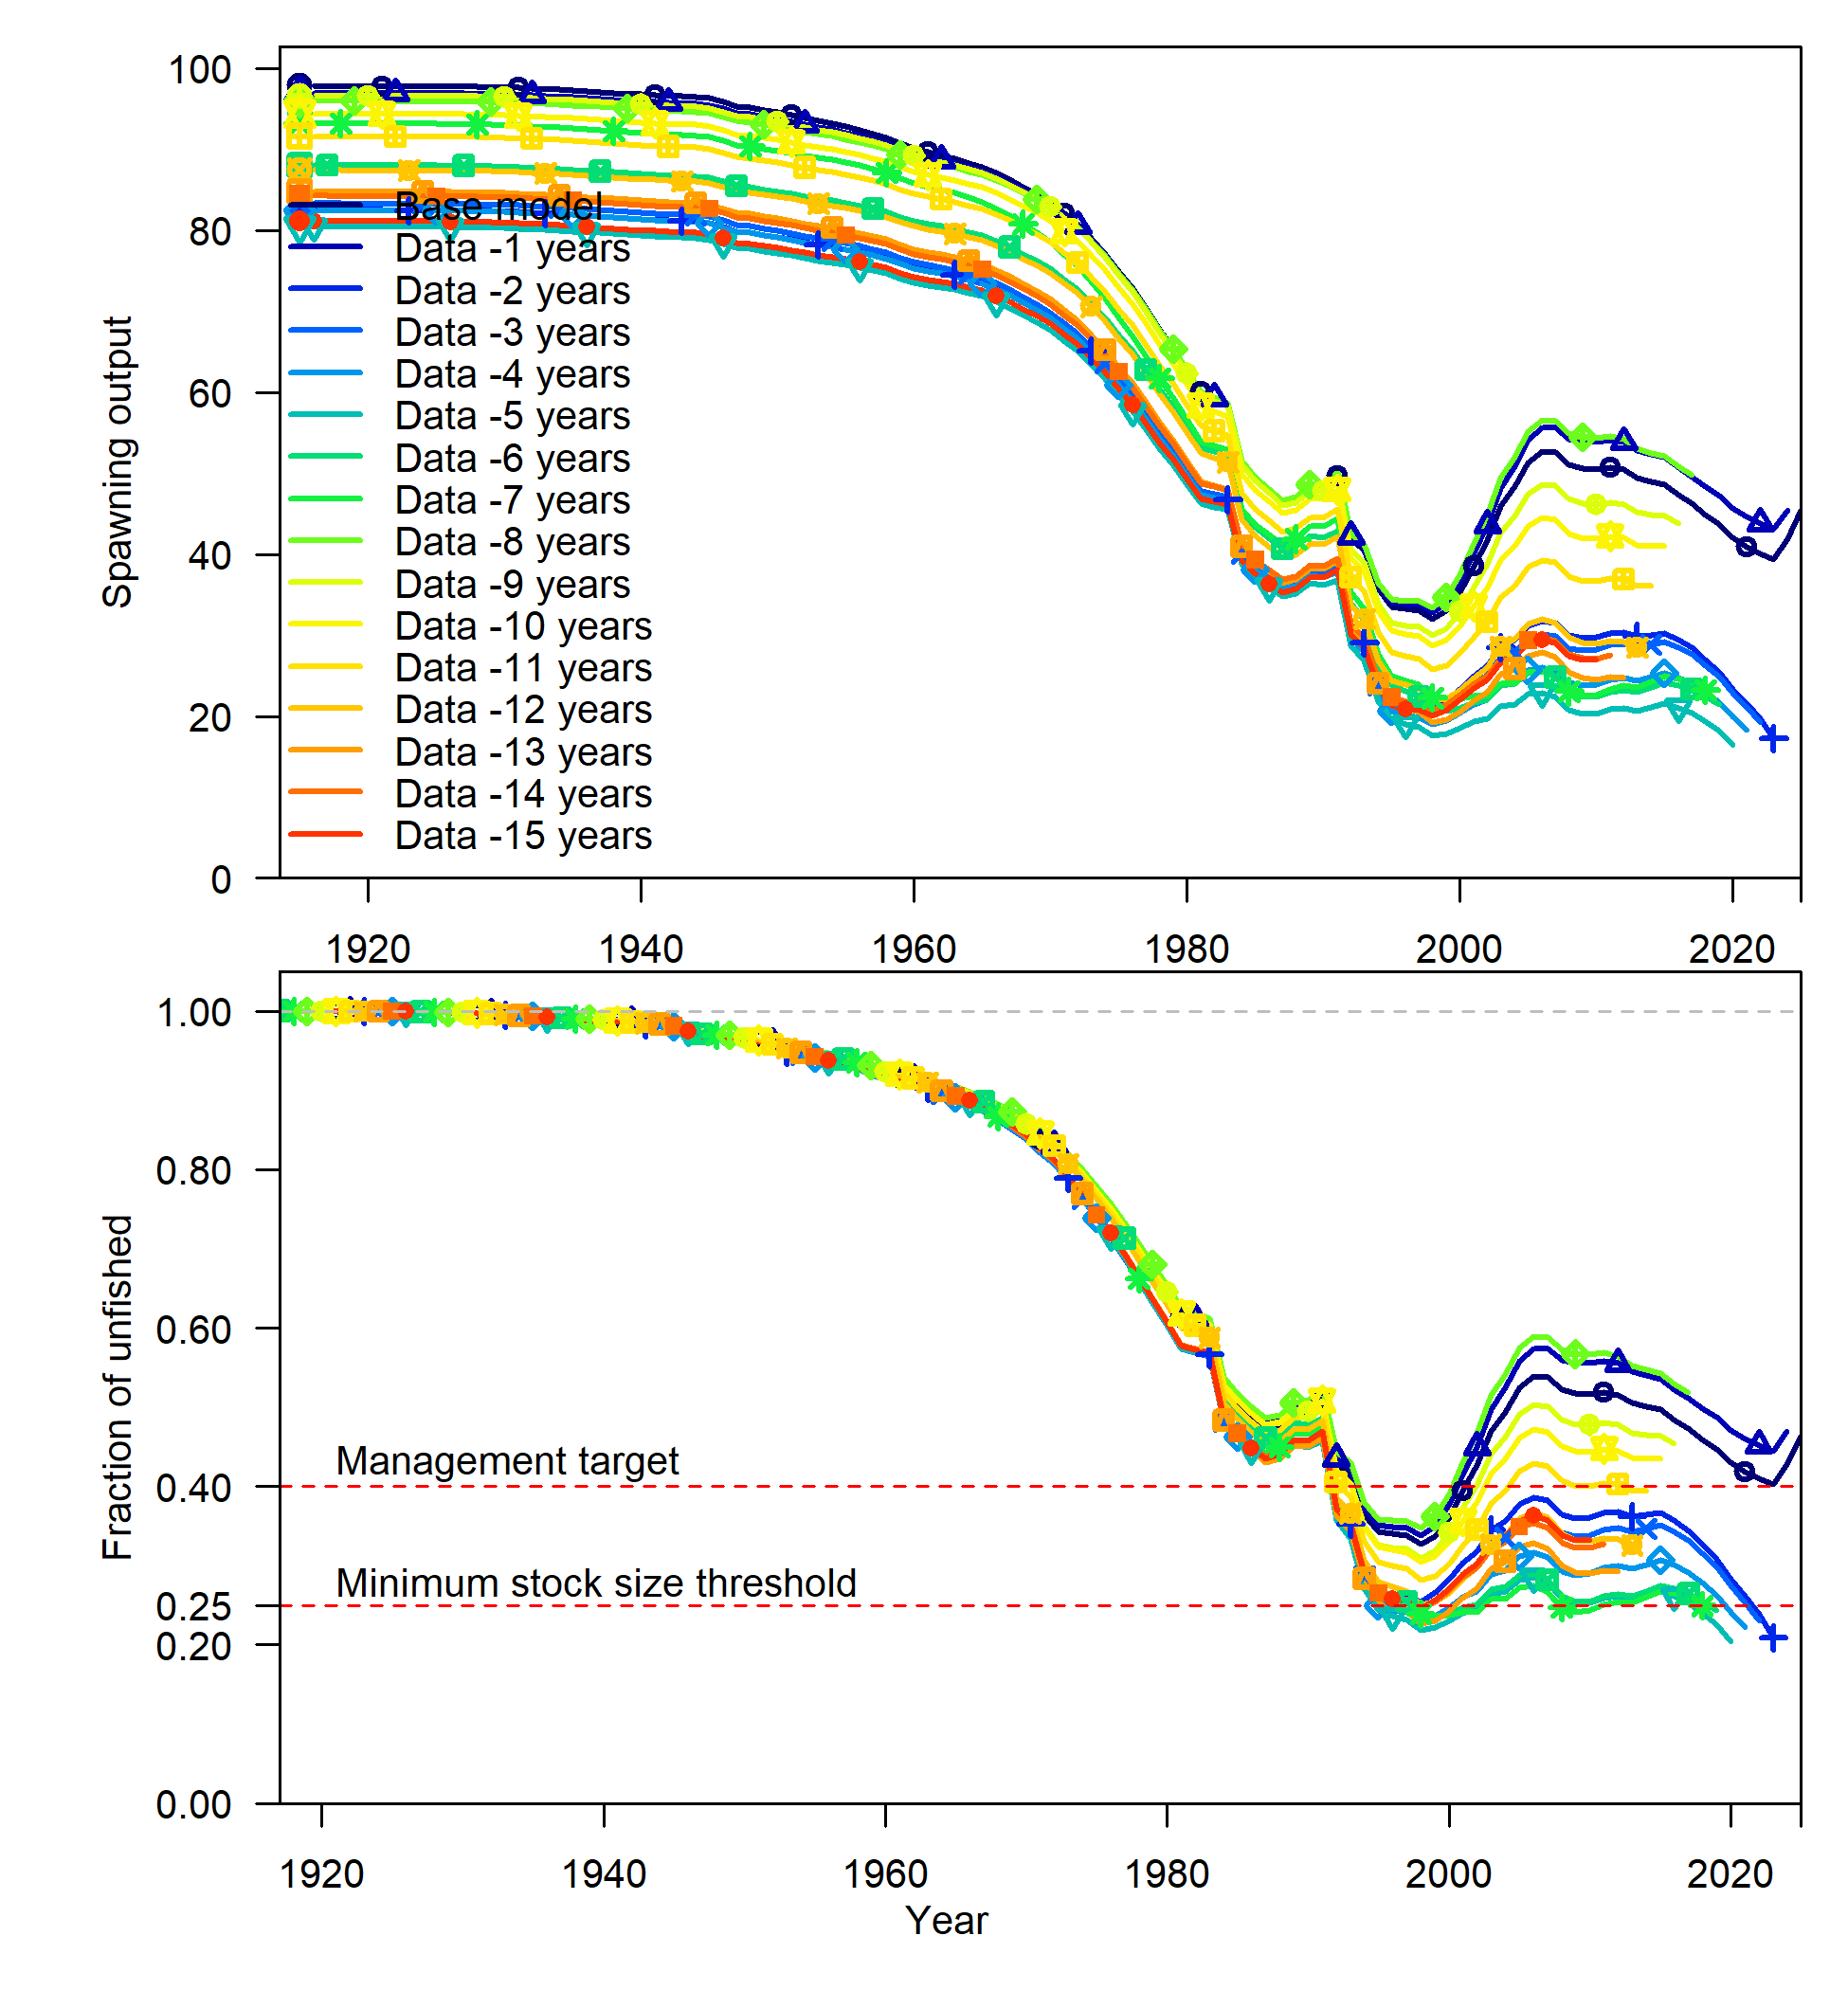 100
80
60
40
20
0
Spawning output
Base model
Data -1 years
Data -2 years
Data -3 years
Data -4 years
Data -5 years
Data -6 years
Data -7 years
Data -8 years
Data -9 years
Data -10 years
Data -11 years
Data -12 years
Data -13 years
Data -14 years
Data -15 years
1920 1940 1960 1980 2000 2020
1.00
0.80
0.60
0.40
0.25
0.20
0.00
Fraction of unfished
Management target
Minimum stock size threshold
1920 1940 1960 1980 2000 2020
Year